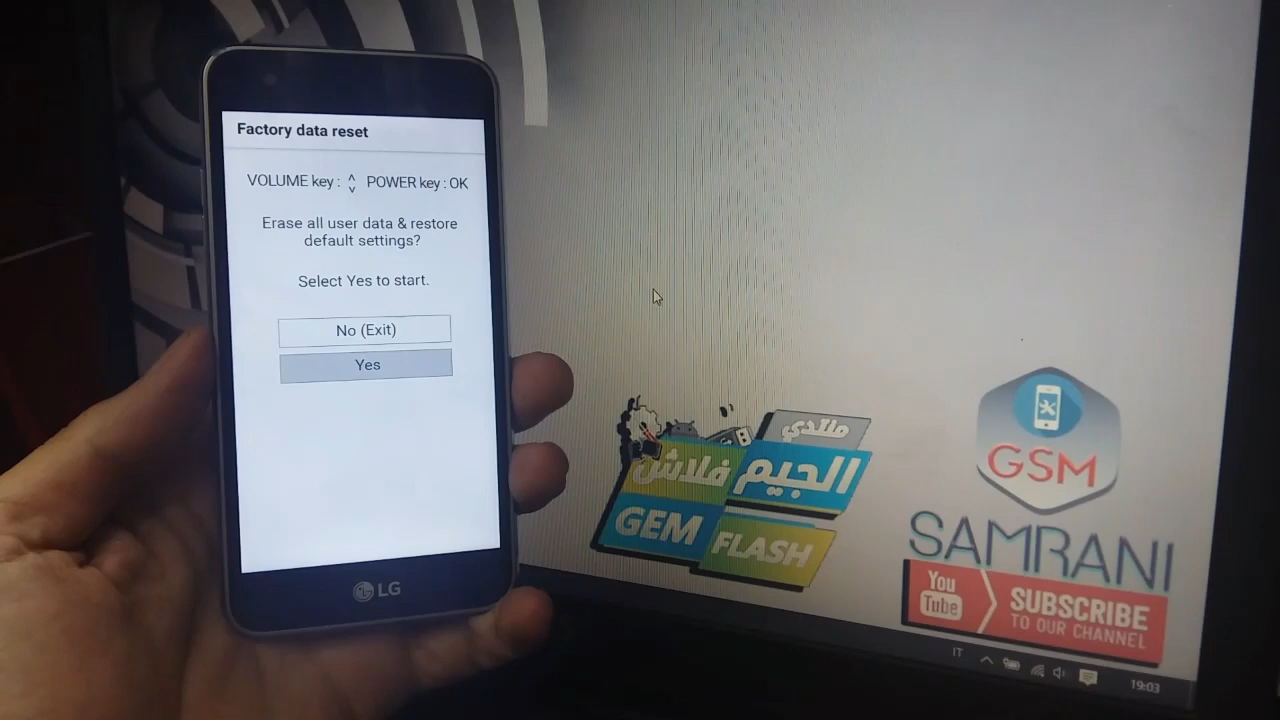 Factory data reset
VOLUME key : ^ v POWER key : OK
Erase all user data & restore
default settings?
Select Yes to start.
No (Exit)
Yes
LG
منتدي
الجيم فلاش
GEM FLASH
GSM
SAMRANI
You Tube
SUBSCRIBE
TO OUR CHANNEL
IT
19:03